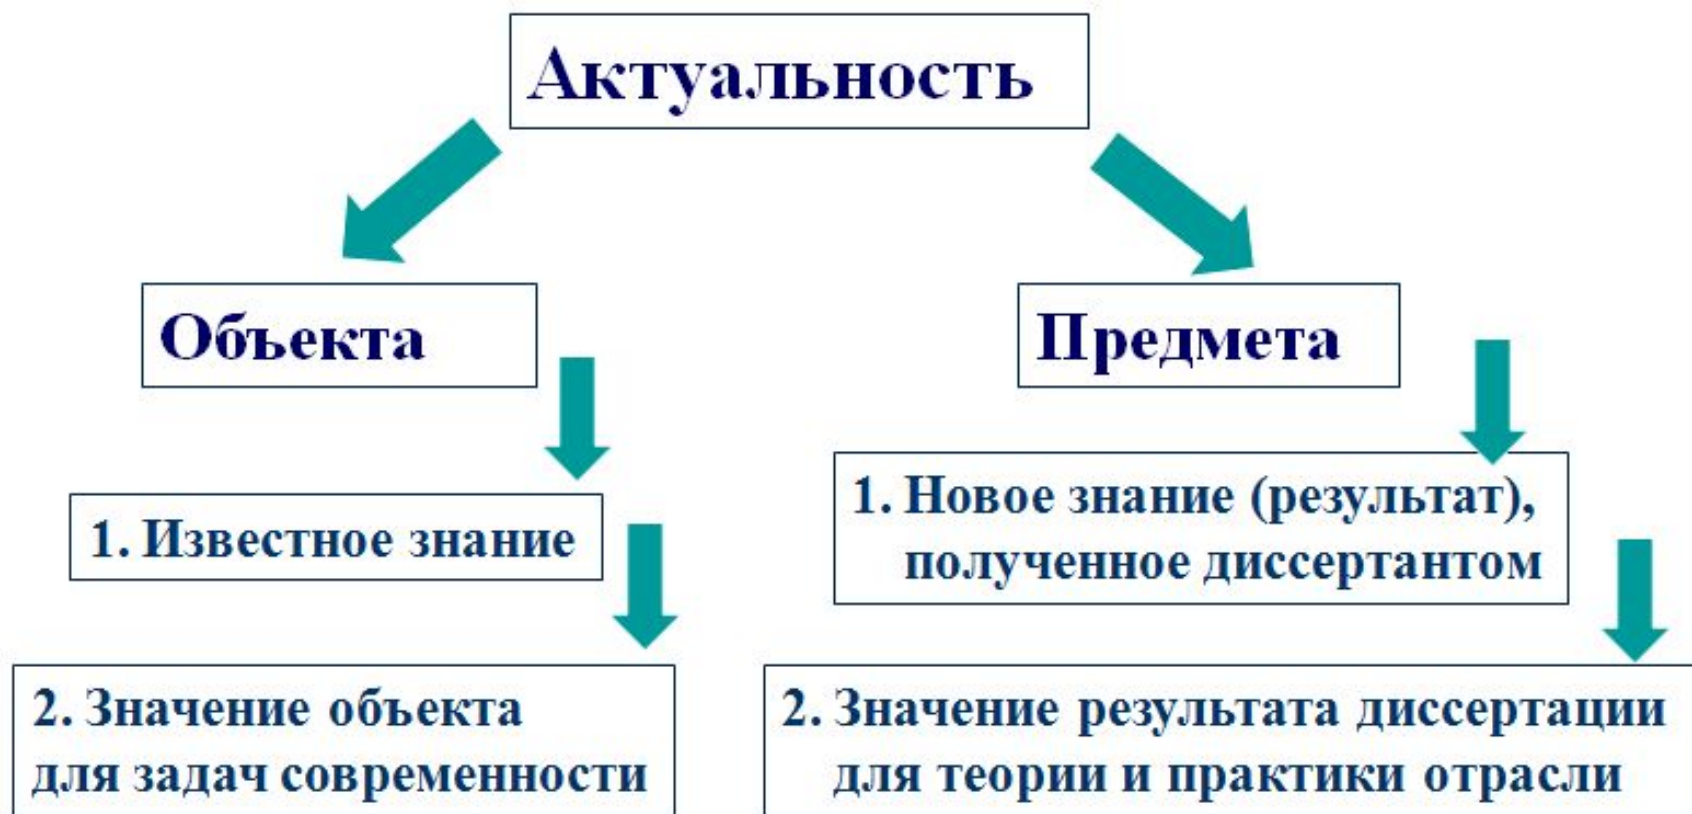 Актуальность
Объекта
Предмета
1. Известное знание
1. Новое знание (результат),
полученное диссертантом
2. Значение объекта
для задач современности
2. Значение результата диссертации
для теории и практики отрасли